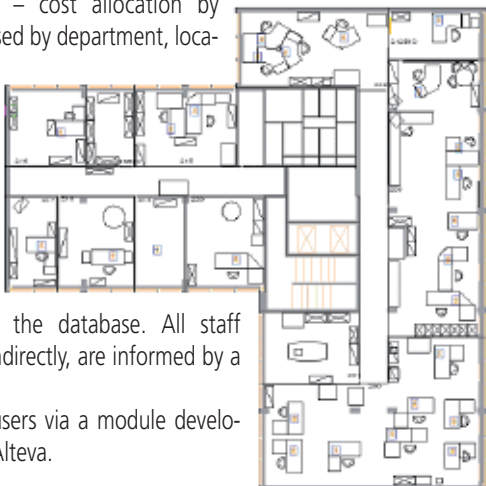 – cost allocation by
sed by department, loca-
the database. All staff
ndirectly, are informed by a
users via a module develo-
Alteva.